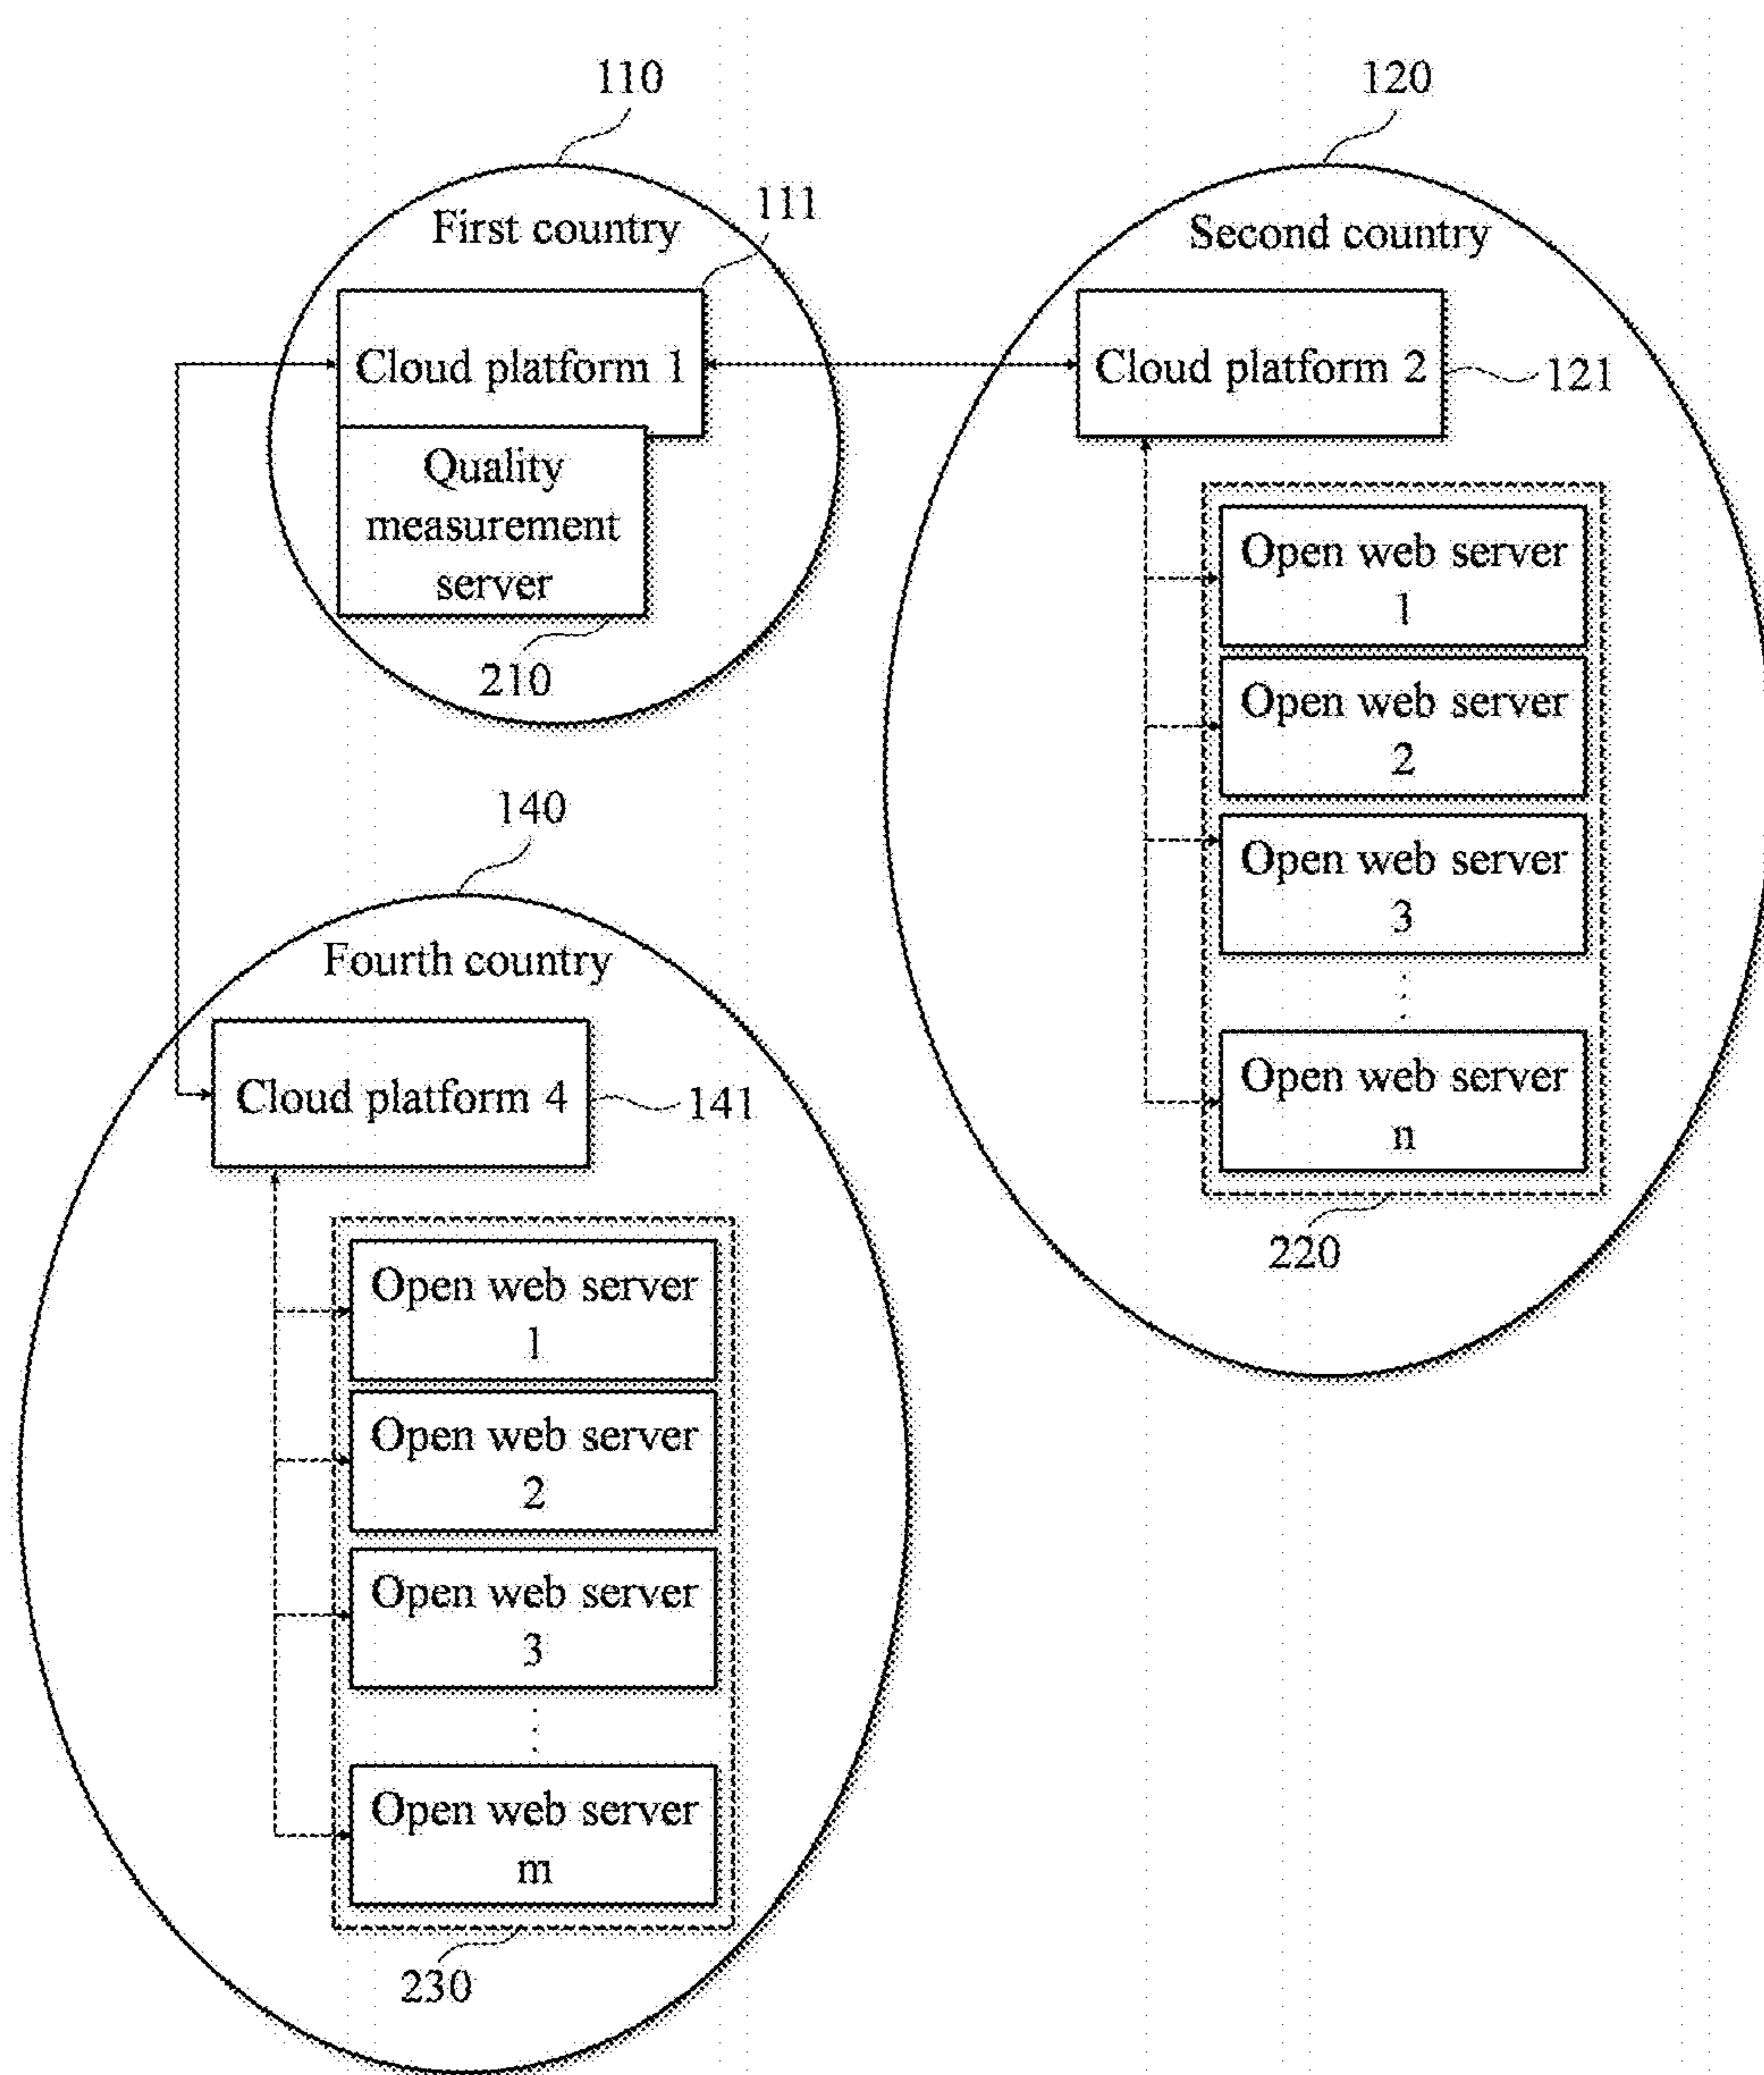 110
120
111
First country
Second country
Cloud platform 1
Cloud platform 2
121
Quality
measurement
server
210
Open web server
1
Open web server
2
Open web server
3
Open web server
n
220
140
Fourth country
Cloud platform 4
141
Open web server
1
Open web server
2
Open web server
3
Open web server
m
230